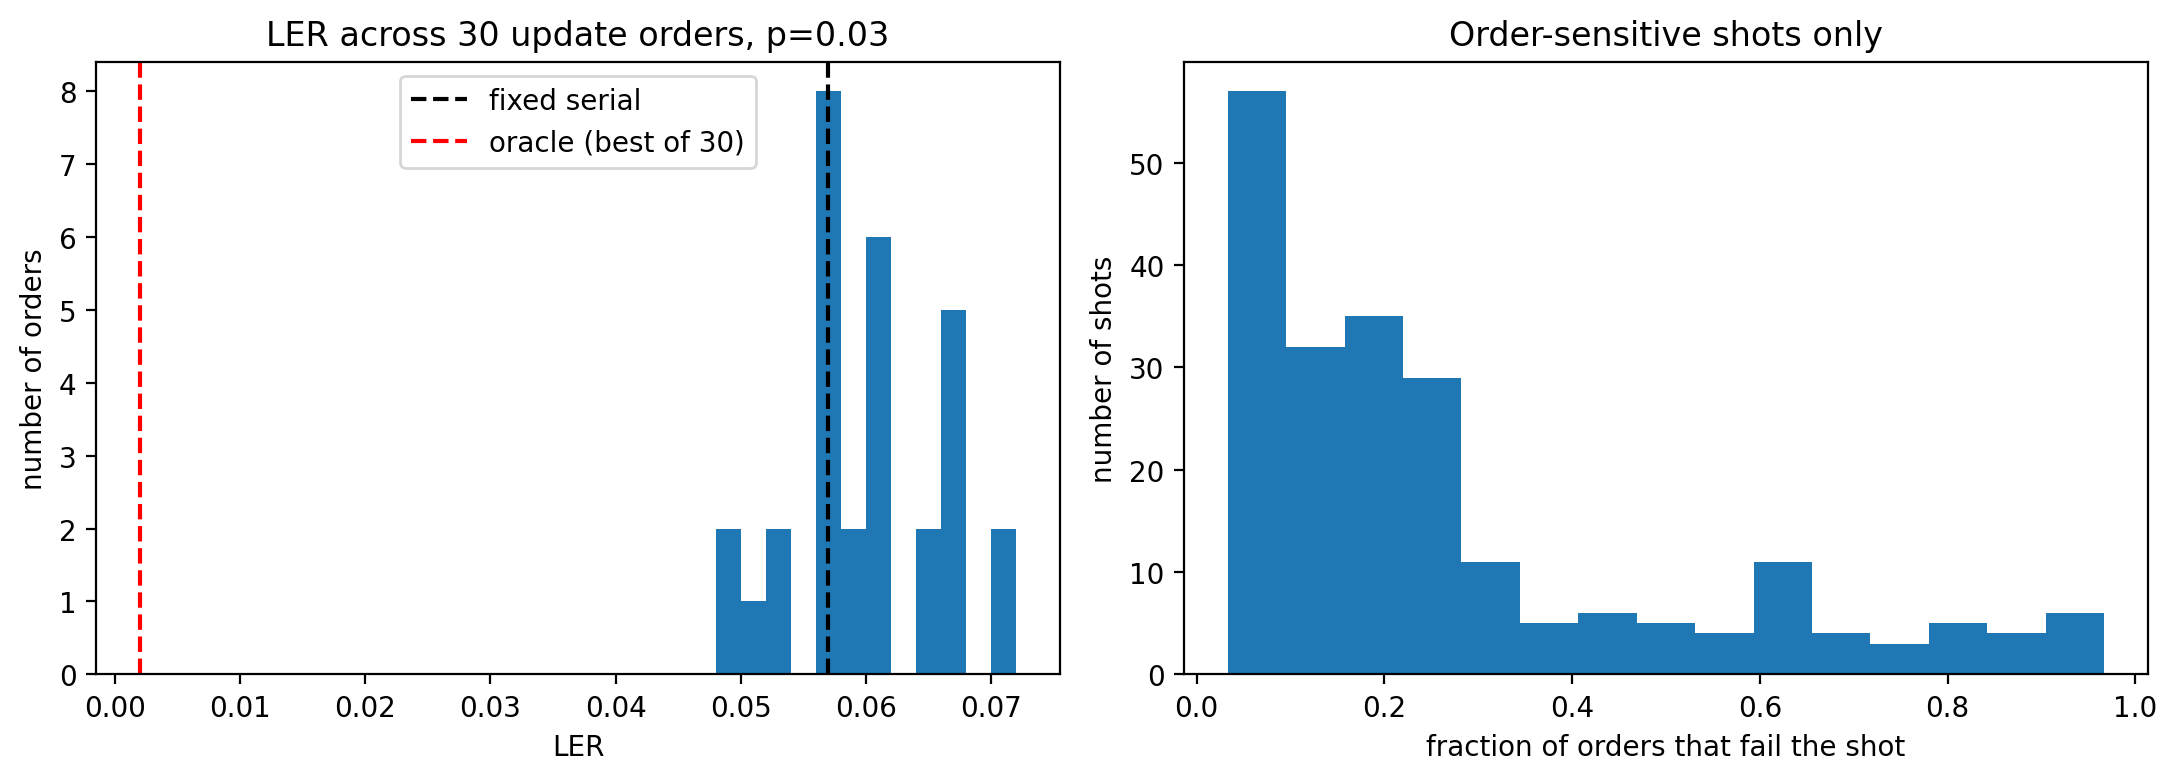 LER across 30 update orders, p=0.03
number of orders
8
7
6
5
4
3
2
1
0
fixed serial
oracle (best of 30)
0.00 0.01 0.02 0.03 0.04 0.05 0.06 0.07
LER
Order-sensitive shots only
number of shots
50
40
30
20
10
0
0.0 0.2 0.4 0.6 0.8 1.0
fraction of orders that fail the shot